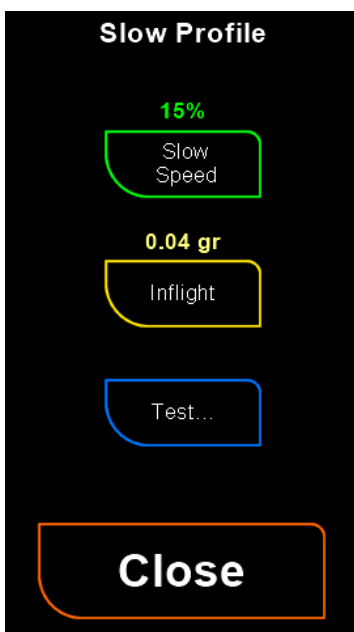 Slow Profile
15%
Slow
Speed
0.04 gr
Inflight
Test...
Close